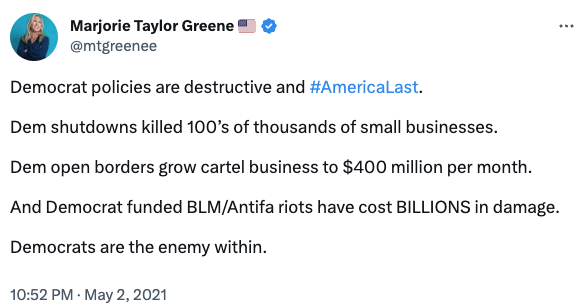 Marjorie Taylor Greene 🇺🇸
@mtgreenee
Democrat policies are destructive and #AmericaLast.
Dem shutdowns killed 100’s of thousands of small businesses.
Dem open borders grow cartel business to $400 million per month.
And Democrat funded BLM/Antifa riots have cost BILLIONS in damage.
Democrats are the enemy within.
10:52 PM · May 2, 2021